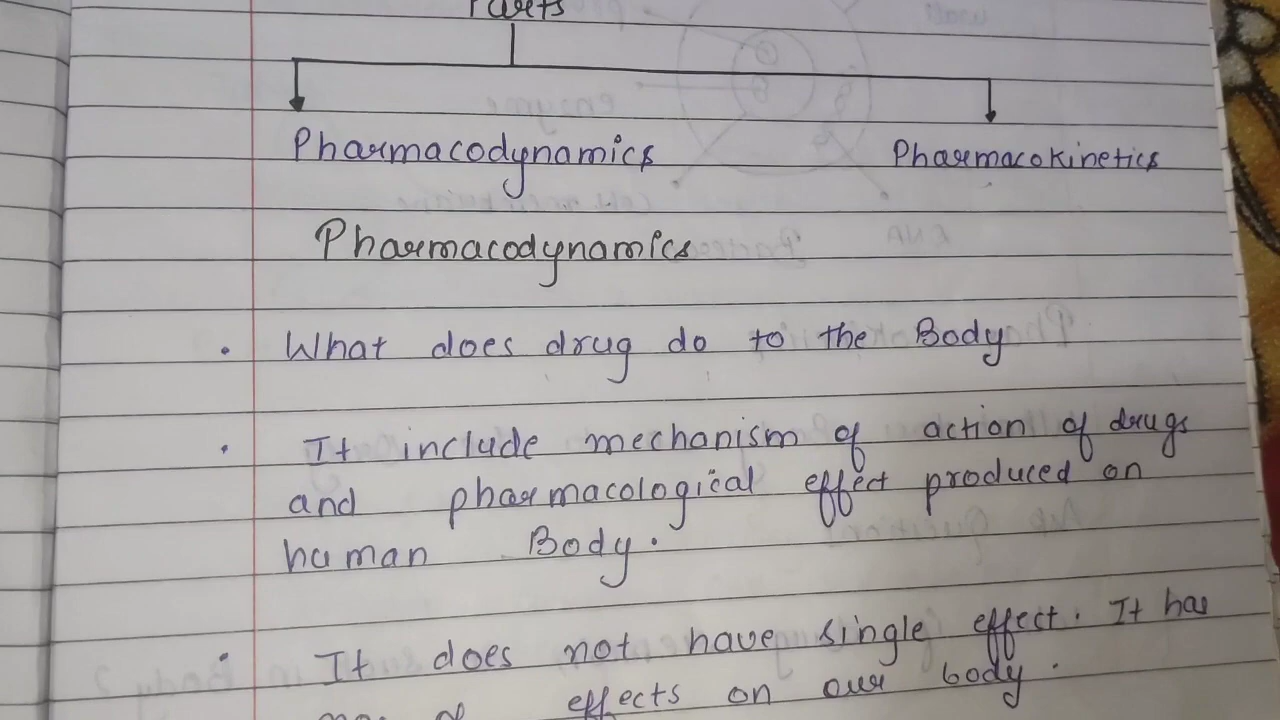 Parts
Pharmacodynamics Pharmacokinetics
Pharmacodynamics
• What does drug do to the Body
• It include mechanism of action of drugs
and pharmacological effect produced on
human Body.
• It does not have single effect. It has
effects on our body.